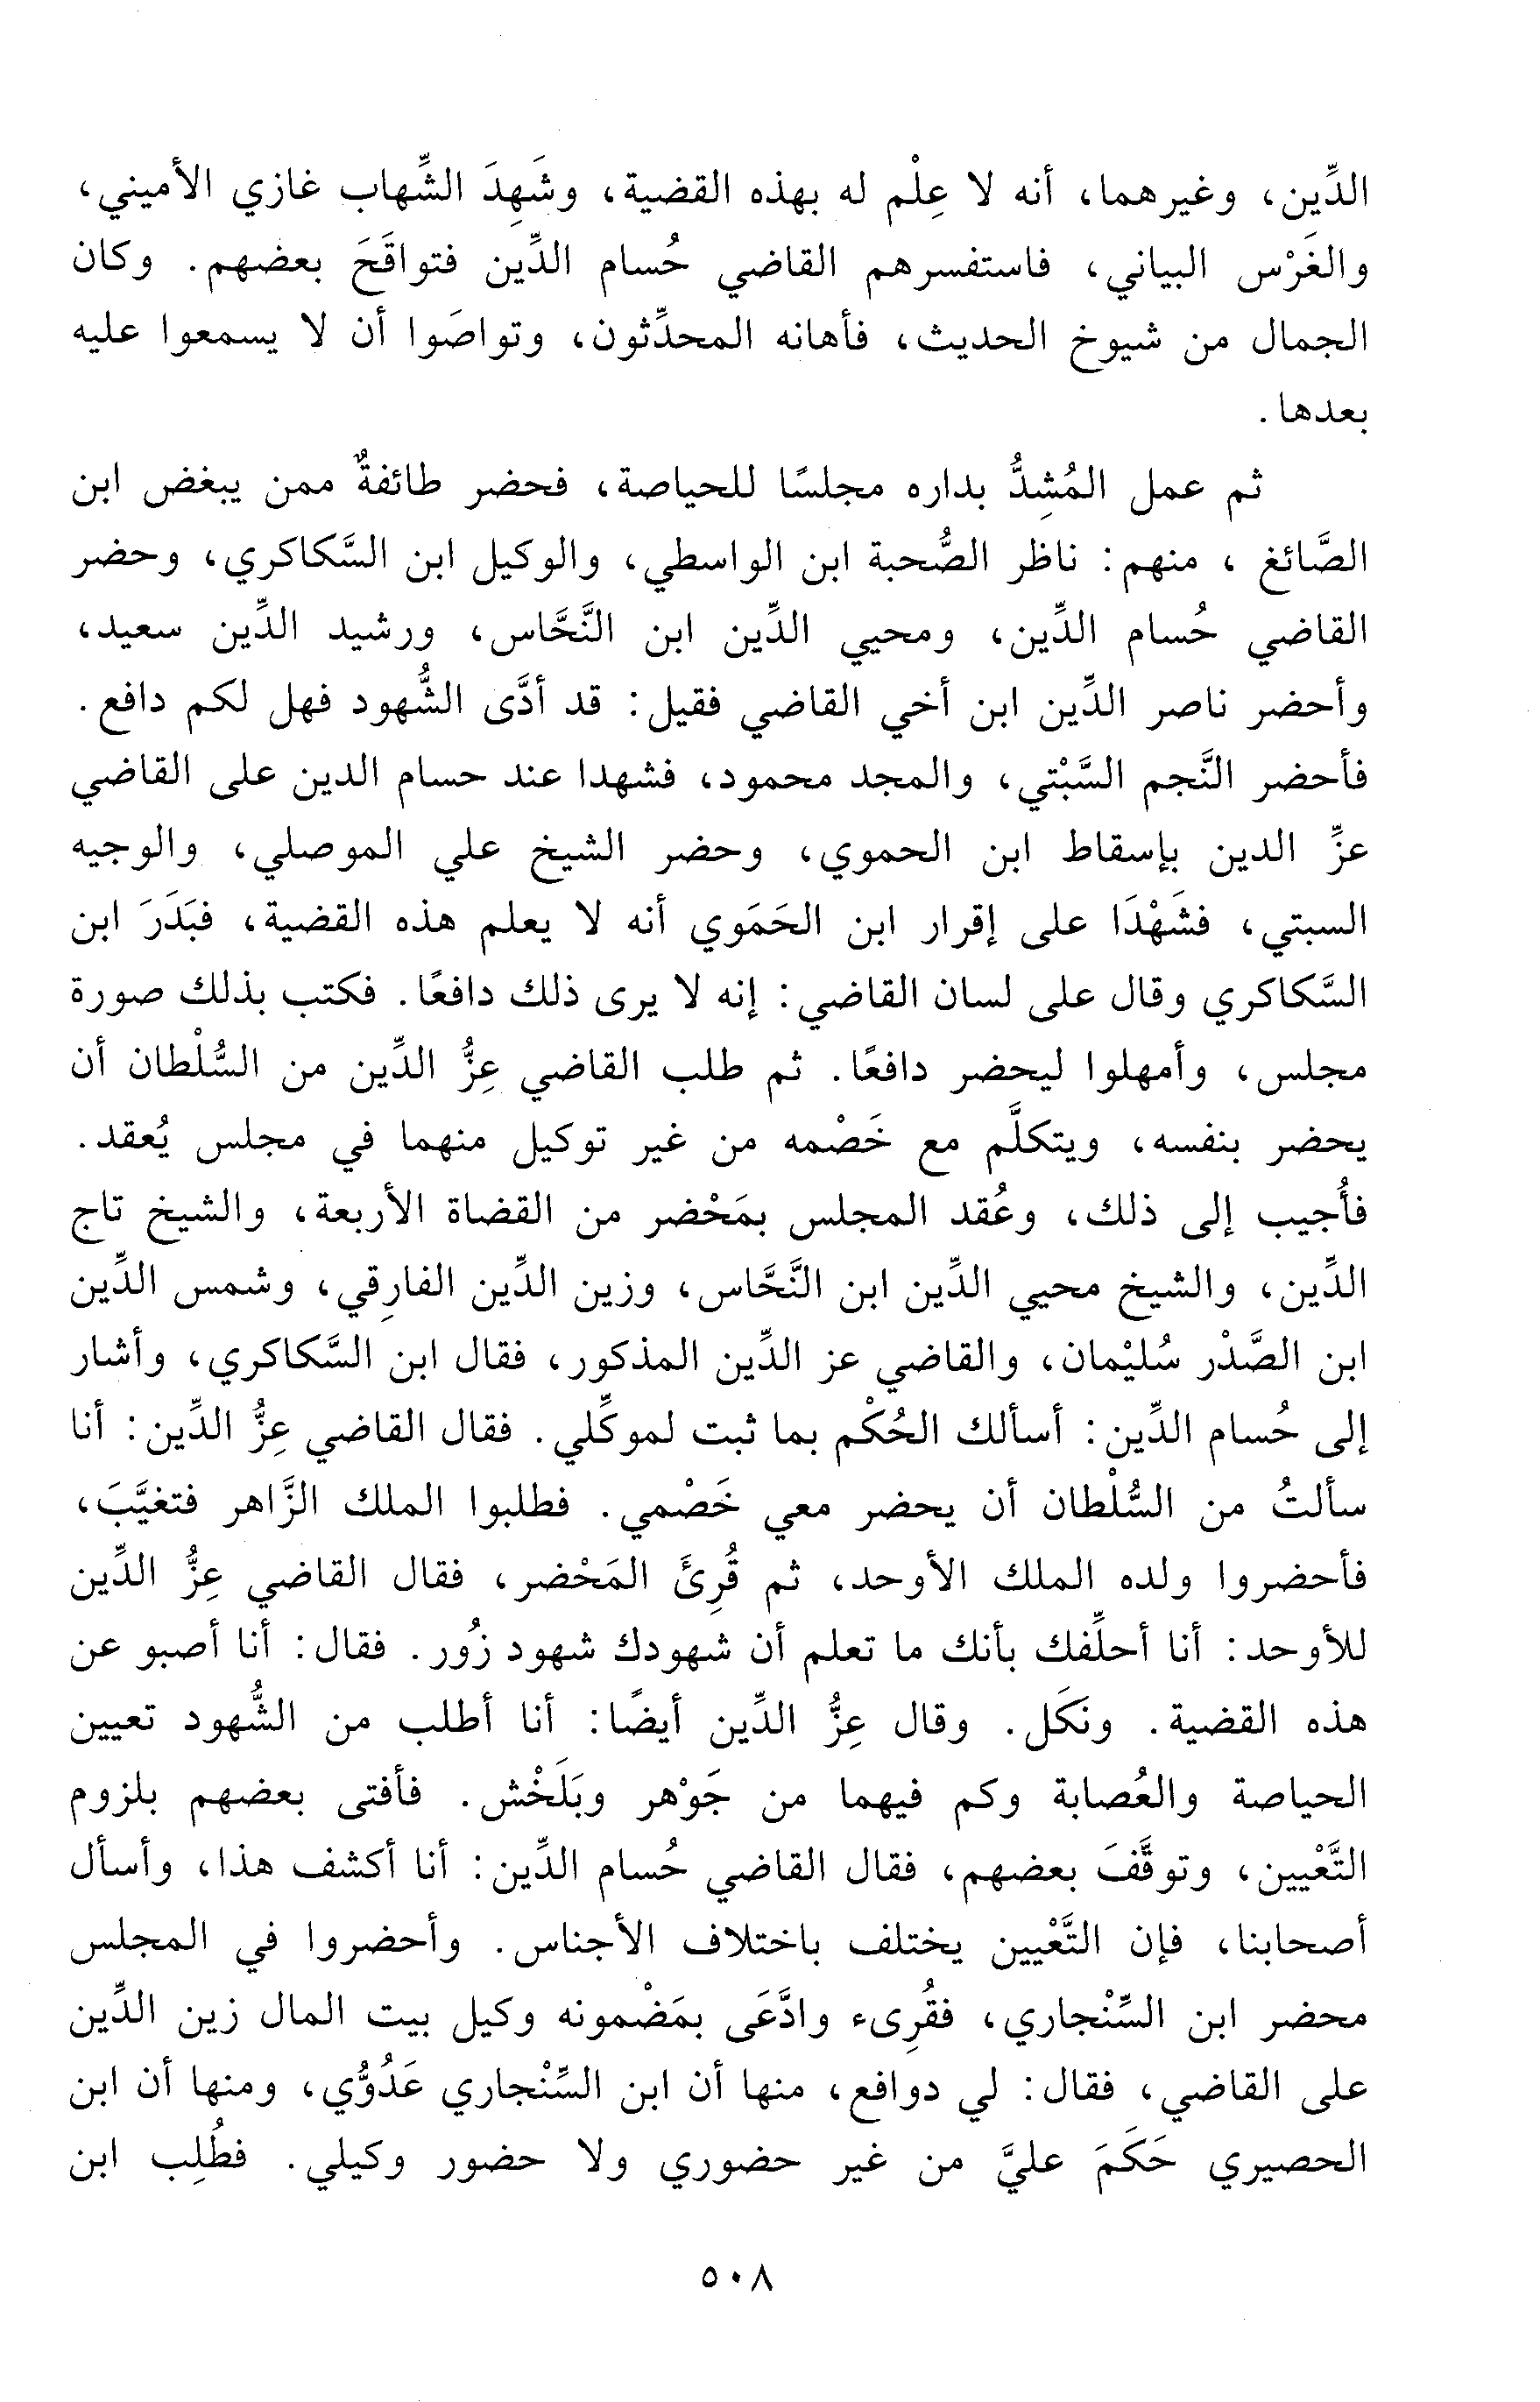 الدِّين، وغيرهما، أنه لا عِلْم له بهذه القضية، وشَهِدَ الشِّهاب غازي الأميني،
والغَرْس البياني، فاستفسرهم القاضي حُسام الدِّين فتواقَحَ بعضهم. وكان
الجمال من شيوخ الحديث، فأهانه المحدِّثون، وتواصَوا أن لا يسمعوا عليه
بعدها.
ثم عمل المُشِدُّ بداره مجلسًا للحياصة، فحضر طائفةٌ ممن يبغض ابن
الصَّائغ ، منهم: ناظر الصُّحبة ابن الواسطي، والوكيل ابن السَّكاكري، وحضر
القاضي حُسام الدِّين، ومحيي الدِّين ابن النَّحَّاس، ورشيد الدِّين سعيد،
وأحضر ناصر الدِّين ابن أخي القاضي فقيل: قد أدَّى الشُّهود فهل لكم دافع.
فأحضر النَّجم السَّبْتي، والمجد محمود، فشهدا عند حسام الدين على القاضي
عزِّ الدين بإسقاط ابن الحموي، وحضر الشيخ علي الموصلي، والوجيه
السبتي، فشَهْدَا على إقرار ابن الحَمَوي أنه لا يعلم هذه القضية، فبَدَرَ ابن
السَّكاكري وقال على لسان القاضي: إنه لا يرى ذلك دافعًا. فكتب بذلك صورة
مجلس، وأمهلوا ليحضر دافعًا. ثم طلب القاضي عِزُّ الدِّين من السُّلْطان أن
يحضر بنفسه، ويتكلَّم مع خَصْمه من غير توكيل منهما في مجلس يُعقد.
فأُجيب إلى ذلك، وعُقد المجلس بمَحْضر من القضاة الأربعة، والشيخ تاج
الدِّين، والشيخ محيي الدِّين ابن النَّحَّاس، وزين الدِّين الفارِقي، وشمس الدِّين
ابن الصَّدْر سُليْمان، والقاضي عز الدِّين المذكور، فقال ابن السَّكاكري، وأشار
إلى حُسام الدِّين: أسألك الحُكْم بما ثبت لموكِّلي. فقال القاضي عِزُّ الدِّين: أنا
سألتُ من السُّلْطان أن يحضر معي خَصْمي. فطلبوا الملك الزَّاهر فتغيَّبَ،
فأحضروا ولده الملك الأوحد، ثم قُرِئَ المَحْضر، فقال القاضي عِزُّ الدِّين
للأوحد: أنا أحلِّفك بأنك ما تعلم أن شهودك شهود زُور. فقال: أنا أصبو عن
هذه القضية. ونَكَل. وقال عِزُّ الدِّين أيضًا: أنا أطلب من الشُّهود تعيين
الحياصة والعُصابة وكم فيهما من جَوْهر وبَلَخْش. فأفتى بعضهم بلزوم
التَّعْيين، وتوقَّفَ بعضهم، فقال القاضي حُسام الدِّين: أنا أكشف هذا، وأسأل
أصحابنا، فإن التَّعْيين يختلف باختلاف الأجناس. وأحضروا في المجلس
محضر ابن السِّنْجاري، فقُرِىء وادَّعَى بمَضْمونه وكيل بيت المال زين الدِّين
على القاضي، فقال: لي دوافع، منها أن ابن السِّنْجاري عَدُوُّي، ومنها أن ابن
الحصيري حَكَمَ عليَّ من غير حضوري ولا حضور وكيلي. فطُلِب ابن
٥٠٨